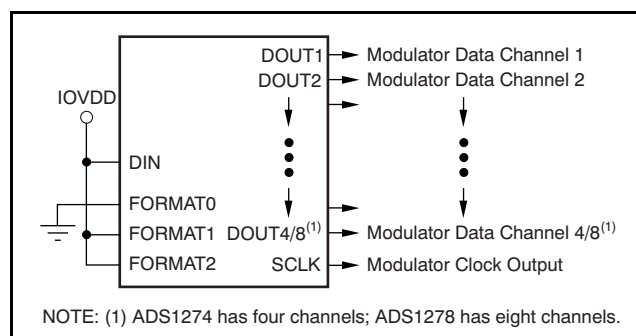 DOUT1 Modulator Data Channel 1
DOUT2 Modulator Data Channel 2
IOVDD
DIN
FORMAT0
FORMAT1 DOUT4/8(1) Modulator Data Channel 4/8(1)
FORMAT2 SCLK Modulator Clock Output
NOTE: (1) ADS1274 has four channels; ADS1278 has eight channels.